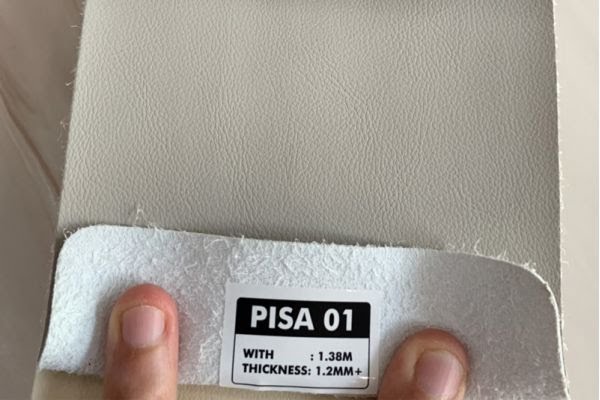 PISA 01
WITH : 1.38M
THICKNESS: 1.2MM+